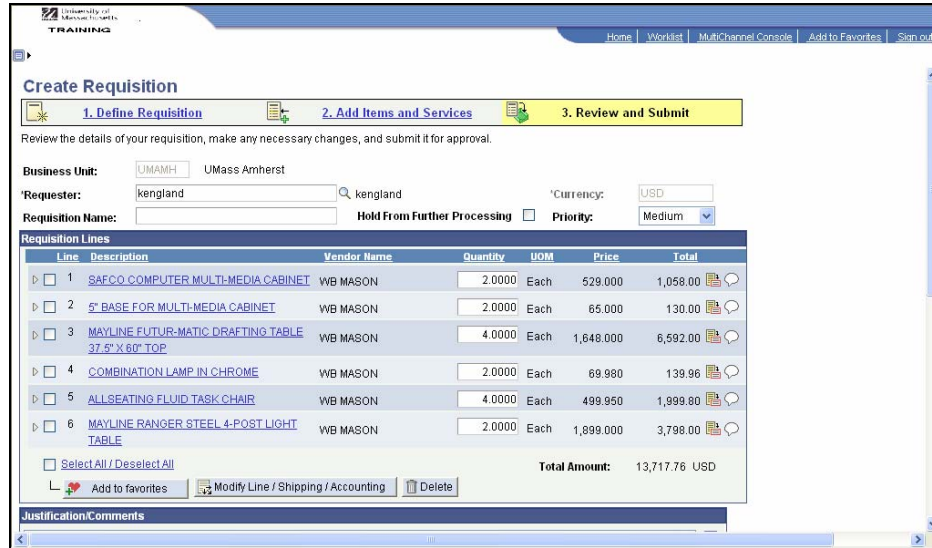 University of
Massachusetts
TRAINING
Home | Worklist | MultiChannel Console | Add to Favorites | Sign out
Create Requisition
1. Define Requisition 2. Add Items and Services 3. Review and Submit
Review the details of your requisition, make any necessary changes, and submit it for approval.
Business Unit: UMAMH UMass Amherst
*Requester: kengland kengland *Currency: USD
Requisition Name: Hold From Further Processing Priority: Medium
Requisition Lines
Line Description Vendor Name Quantity UOM Price Total
1 SAFCO COMPUTER MULTI-MEDIA CABINET WB MASON 2.0000 Each 529.000 1,058.00
2 5" BASE FOR MULTI-MEDIA CABINET WB MASON 2.0000 Each 65.000 130.00
3 MAYLINE FUTUR-MATIC DRAFTING TABLE 37.5" X 60" TOP WB MASON 4.0000 Each 1,648.000 6,592.00
4 COMBINATION LAMP IN CHROME WB MASON 2.0000 Each 69.980 139.96
5 ALLSEATING FLUID TASK CHAIR WB MASON 4.0000 Each 499.950 1,999.80
6 MAYLINE RANGER STEEL 4-POST LIGHT TABLE WB MASON 2.0000 Each 1,899.000 3,798.00
Select All / Deselect All Total Amount: 13,717.76 USD
Add to favorites Modify Line / Shipping / Accounting Delete
Justification/Comments